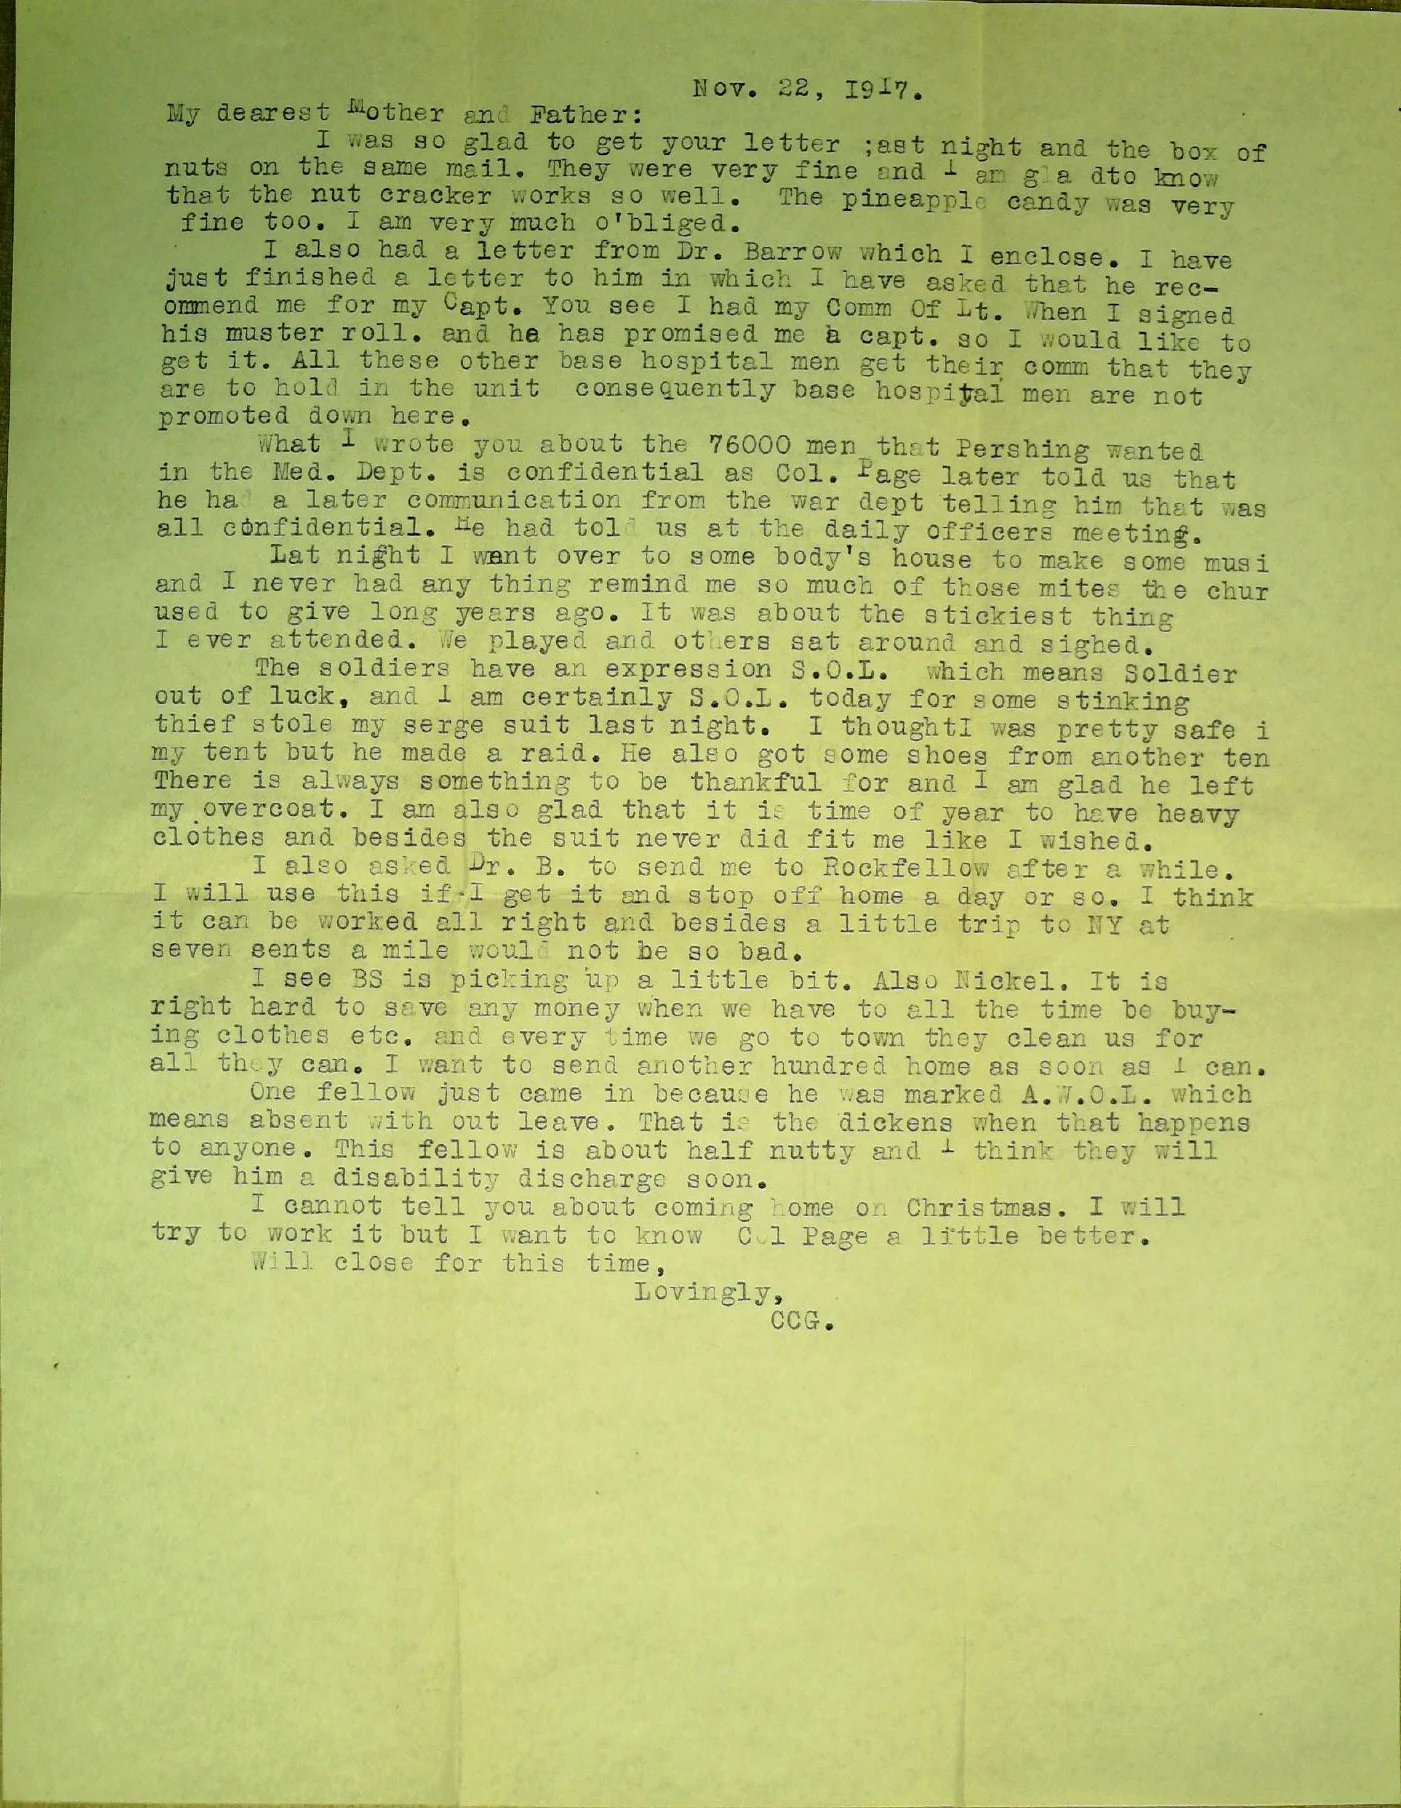 Nov. 22, 1917.
My dearest Mother and Father:
I was so glad to get your letter ;ast night and the box of
nuts on the same mail. They were very fine and I am gla dto know
that the nut cracker works so well. The pineapple candy was very
fine too. I am very much o'bliged.
I also had a letter from Dr. Barrow which I enclose. I have
just finished a letter to him in which I have asked that he rec-
ommend me for my Capt. You see I had my Comm Of Lt. When I signed
his muster roll. and he has promised me a capt. so I would like to
get it. All these other base hospital men get their comm that they
are to hold in the unit consequently base hospital men are not
promoted down here.
What I wrote you about the 76000 men that Pershing wanted
in the Med. Dept. is confidential as Col. Page later told us that
he ha a later communication from the war dept telling him that was
all confidential. He had told us at the daily officers meeting.
Lat night I want over to some body's house to make some musi
and I never had any thing remind me so much of those mites the chur
used to give long years ago. It was about the stickiest thing
I ever attended. We played and others sat around and sighed.
The soldiers have an expression S.O.L. which means Soldier
out of luck, and I am certainly S.O.L. today for some stinking
thief stole my serge suit last night. I thoughtI was pretty safe i
my tent but he made a raid. He also got some shoes from another ten
There is always something to be thankful for and I am glad he left
my overcoat. I am also glad that it is time of year to have heavy
clothes and besides the suit never did fit me like I wished.
I also asked Dr. B. to send me to Rockfellow after a while.
I will use this if I get it and stop off home a day or so. I think
it can be worked all right and besides a little trip to NY at
seven sents a mile would not be so bad.
I see BS is picking up a little bit. Also Nickel. It is
right hard to save any money when we have to all the time be buy-
ing clothes etc. and every time we go to town they clean us for
all they can. I want to send another hundred home as soon as I can.
One fellow just came in because he was marked A.W.O.L. which
means absent with out leave. That is the dickens when that happens
to anyone. This fellow is about half nutty and I think they will
give him a disability discharge soon.
I cannot tell you about coming home on Christmas. I will
try to work it but I want to know Col Page a little better.
Will close for this time,
Lovingly,
CCG.